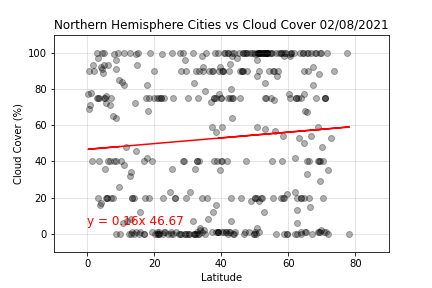 Northern Hemisphere Cities vs Cloud Cover 02/08/2021
100
80
60
40
20
0
Cloud Cover (%)
y = 0.16x 46.67
0 20 40 60 80
Latitude